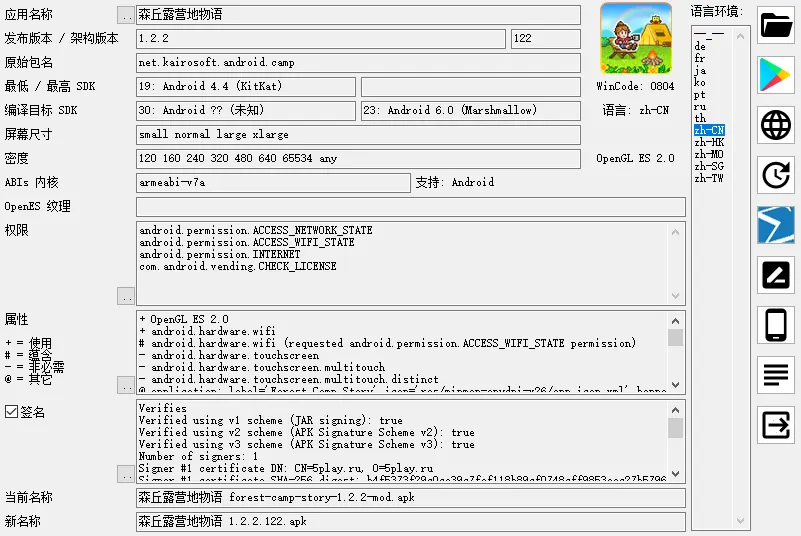 应用名称 .. 森丘露营地物语
发布版本 / 架构版本 1.2.2 122
原始包名 net.kairosoft.android.camp
最低 / 最高 SDK 19: Android 4.4 (KitKat)
WinCode: 0804
编译目标 SDK 30: Android ?? (未知) 23: Android 6.0 (Marshmallow)
语言: zh-CN
屏幕尺寸 small normal large xlarge
密度 120 160 240 320 480 640 65534 any
OpenGL ES 2.0
ABIs 内核 armeabi-v7a 支持: Android
OpenES 纹理
权限
android.permission.ACCESS_NETWORK_STATE
android.permission.ACCESS_WIFI_STATE
android.permission.INTERNET
com.android.vending.CHECK_LICENSE
..
属性
+ = 使用
# = 蕴含
- = 非必需
@ = 其它
..
+ OpenGL ES 2.0
+ android.hardware.wifi
# android.hardware.wifi (requested android.permission.ACCESS_WIFI_STATE permission)
- android.hardware.touchscreen
- android.hardware.touchscreen.multitouch
- android.hardware.touchscreen.multitouch.distinct
签名
..
Verifies
Verified using v1 scheme (JAR signing): true
Verified using v2 scheme (APK Signature Scheme v2): true
Verified using v3 scheme (APK Signature Scheme v3): true
Number of signers: 1
Signer #1 certificate DN: CN=5play.ru, O=5play.ru
Signer #1 certificate SHA-256 digest:
当前名称 森丘露营地物语 forest-camp-story-1.2.2-mod.apk
新名称 森丘露营地物语 1.2.2.122.apk
语言环境:
--_--
de
fr
ja
ko
pt
ru
th
zh-CN
zh-HK
zh-MO
zh-SG
zh-TW